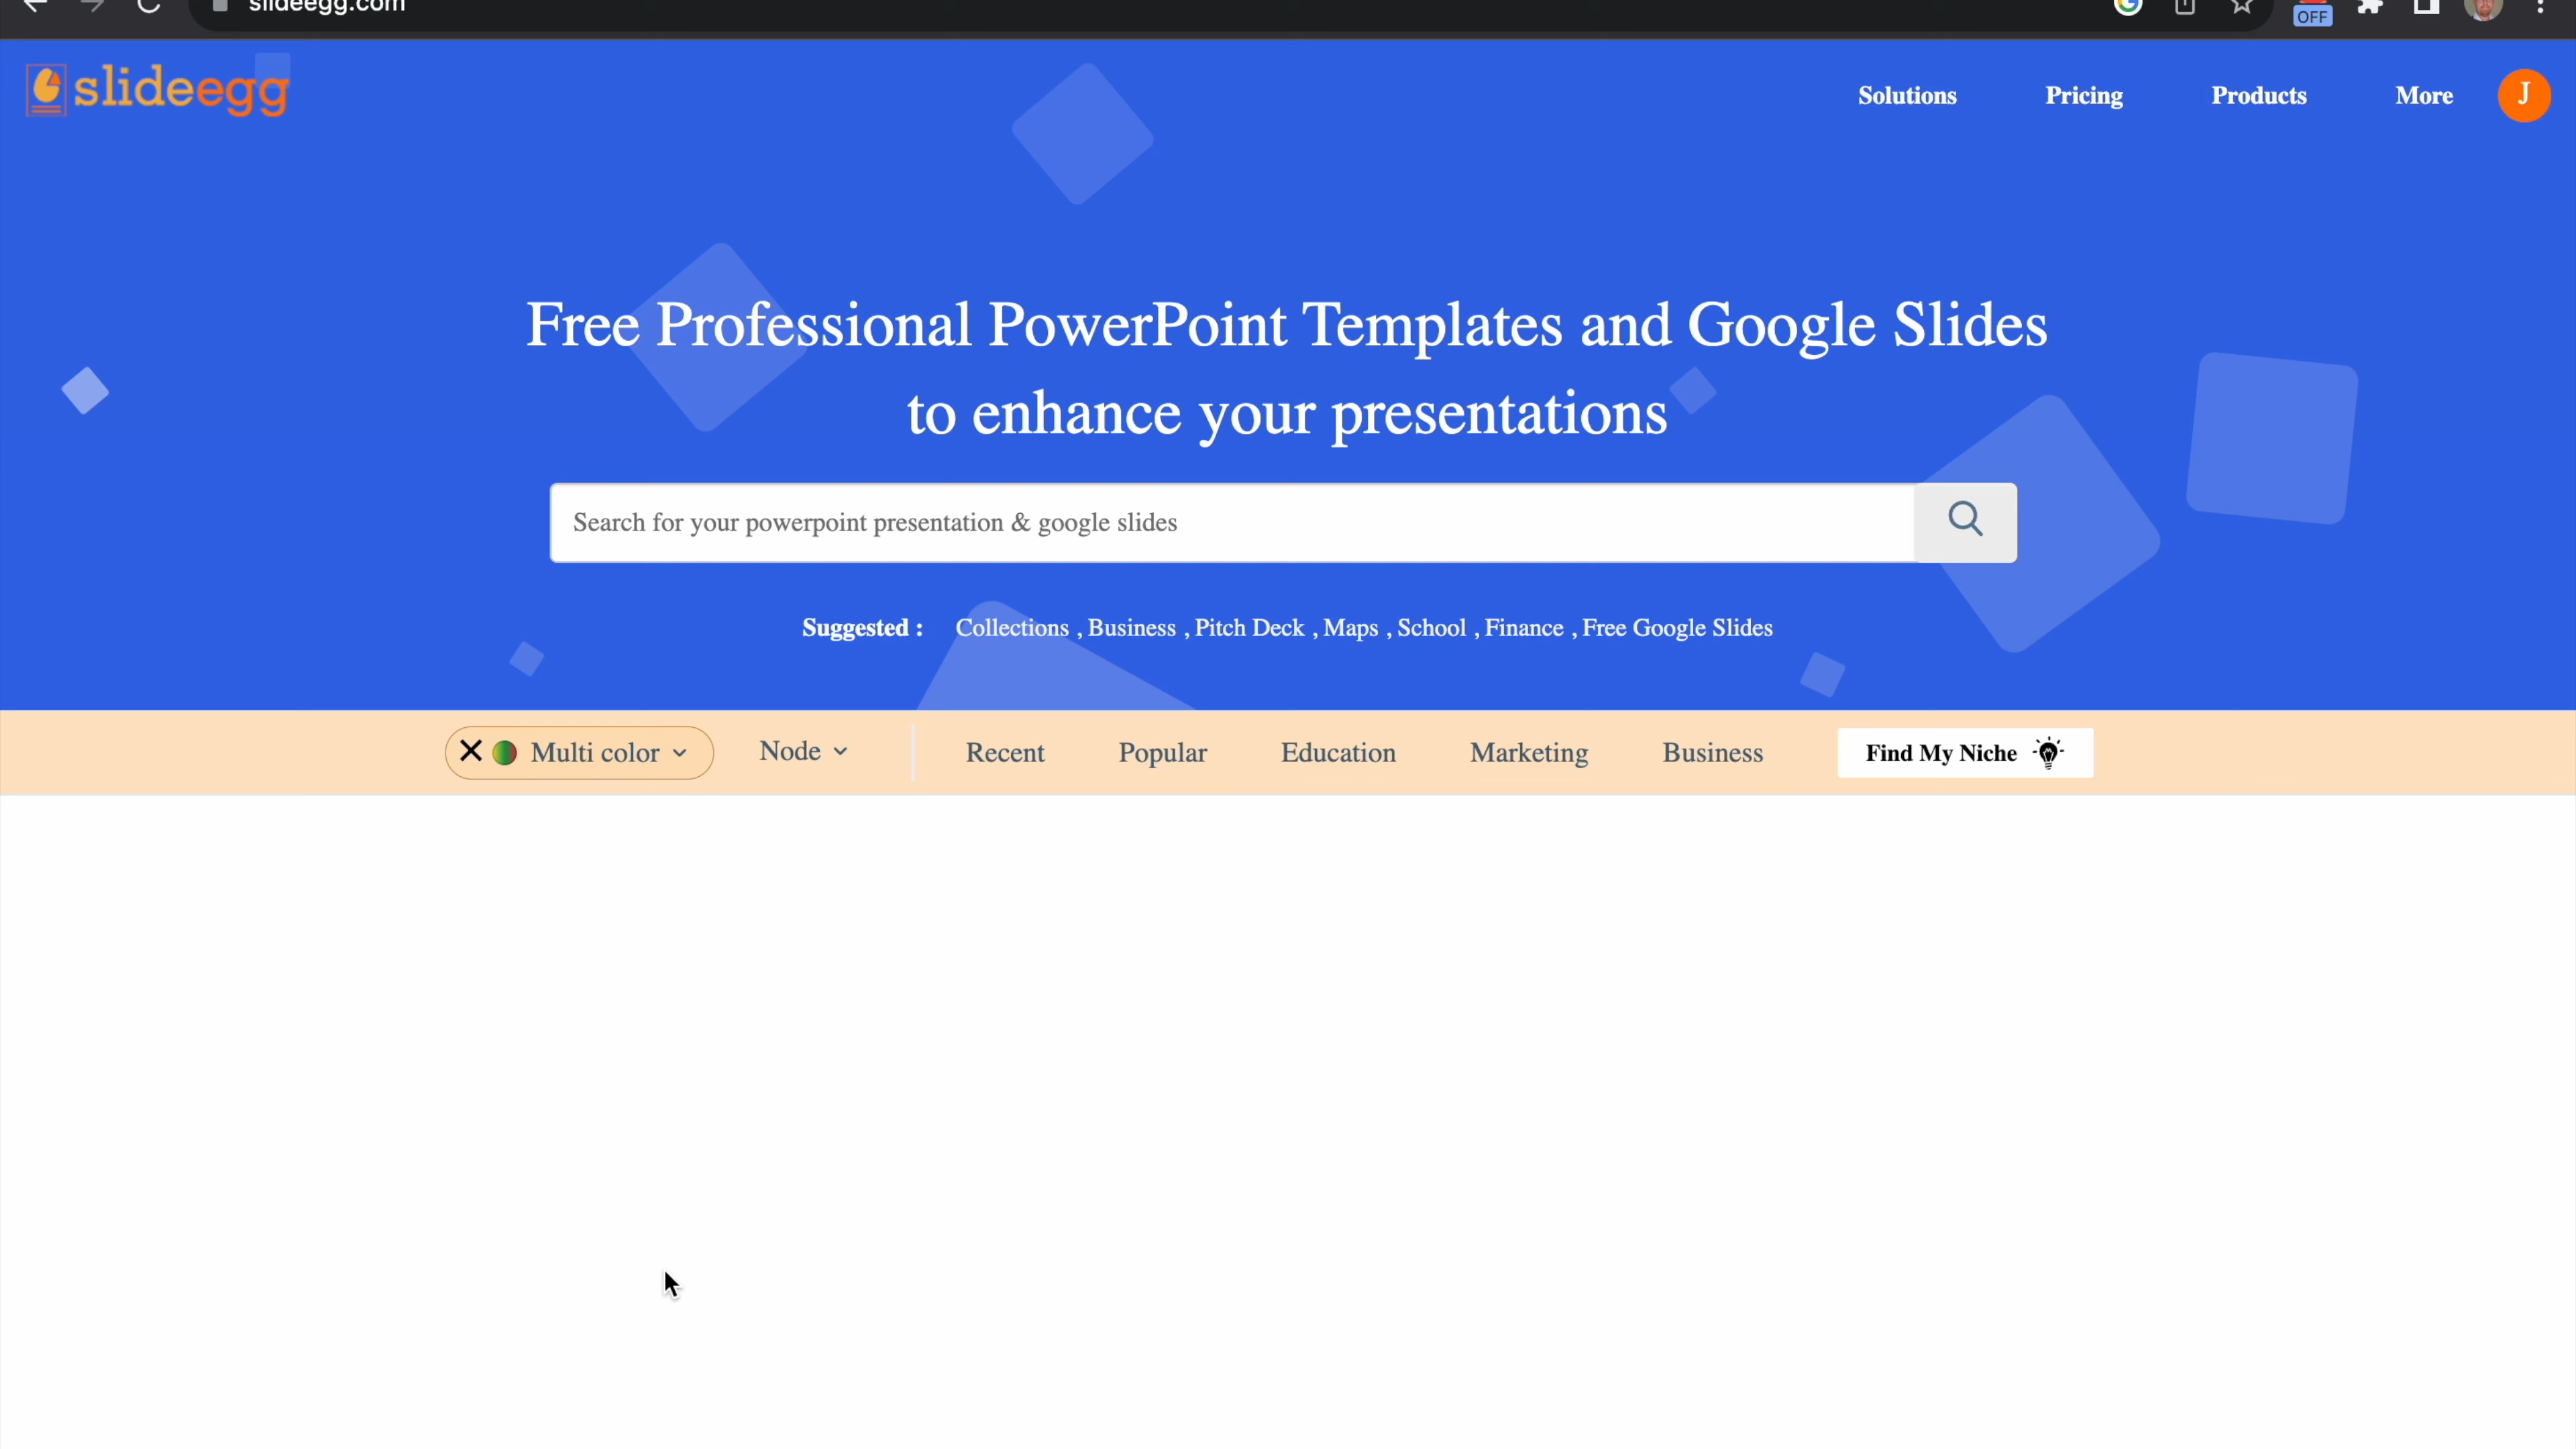 slideegg.com
OFF
slideegg
Solutions
Pricing
Products
More
J
Free Professional PowerPoint Templates and Google Slides
to enhance your presentations
Search for your powerpoint presentation & google slides
Suggested : Collections , Business , Pitch Deck , Maps , School , Finance , Free Google Slides
Multi color
Node
Recent
Popular
Education
Marketing
Business
Find My Niche